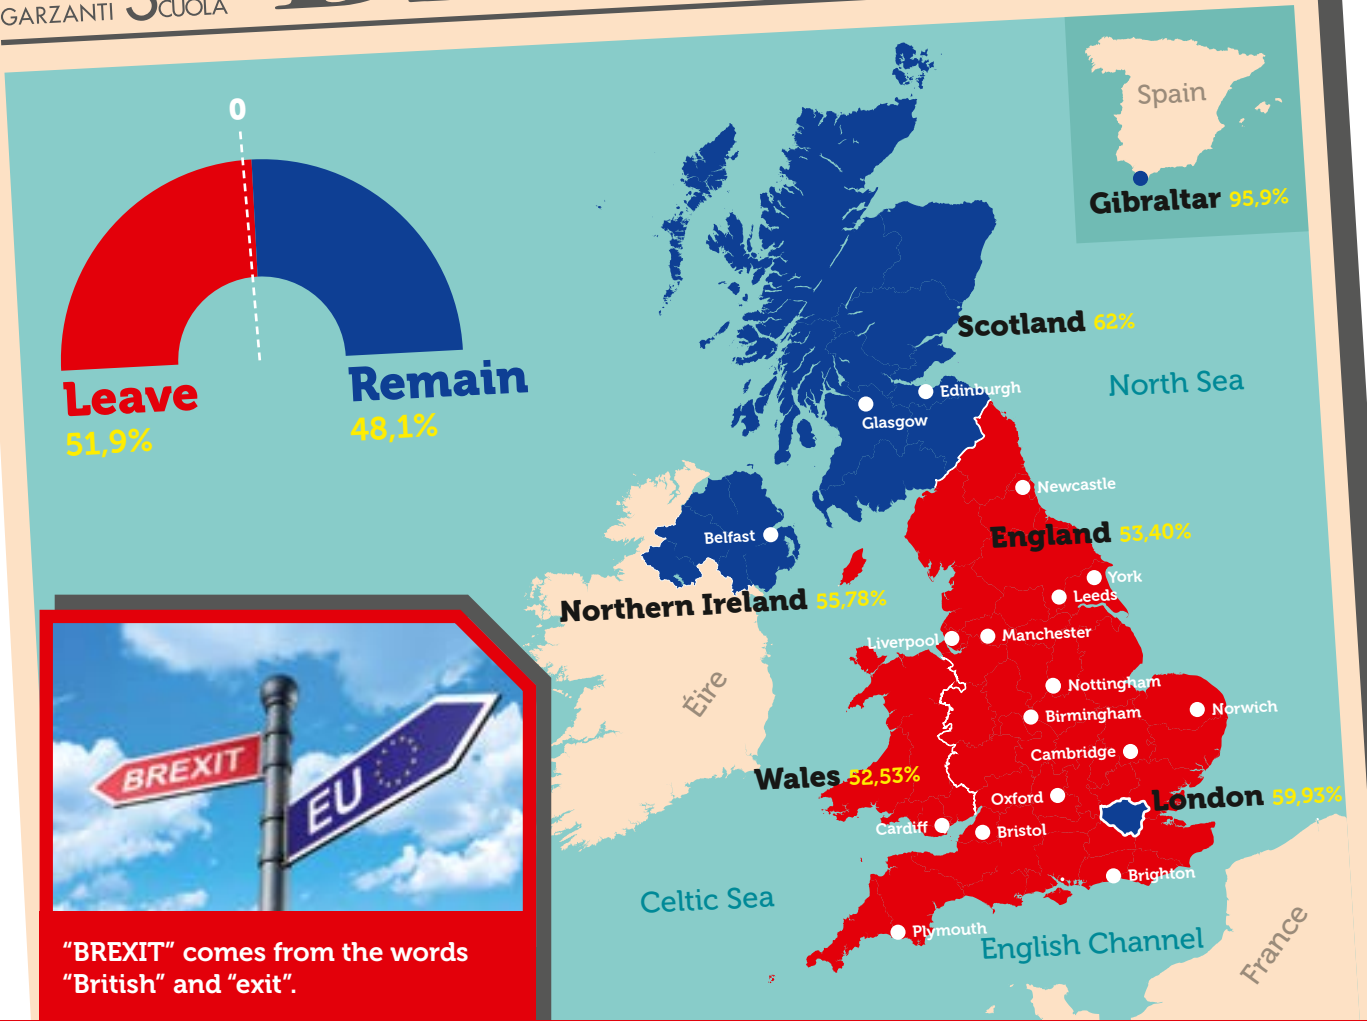 GARZANTI SCUOLA
0
Spain
Gibraltar 95,9%
Leave
51,9%
Remain
48,1%
Scotland 62%
North Sea
Edinburgh
Glasgow
Newcastle
England 53,40%
Belfast
York
Leeds
Northern Ireland 55,78%
Liverpool
Manchester
Éire
Nottingham
Birmingham
Norwich
Cambridge
Wales 52,53%
Oxford
London 59,93%
Cardiff
Bristol
Brighton
Celtic Sea
Plymouth
English Channel
France
BREXIT
EU
“BREXIT” comes from the words
“British” and “exit”.